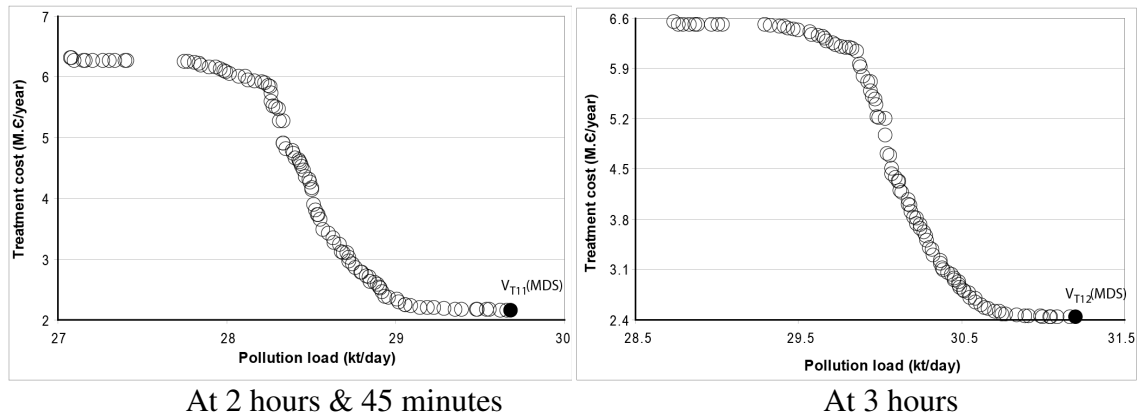 7
6
5
4
3
2
Treatment cost (M.Є/year)
V_T11(MDS)
27
28
29
30
Pollution load (kt/day)
At 2 hours & 45 minutes
6.6
5.9
5.2
4.5
3.8
3.1
2.4
Treatment cost (M.Є/year)
V_T12(MDS)
28.5
29.5
30.5
31.5
Pollution load (kt/day)
At 3 hours